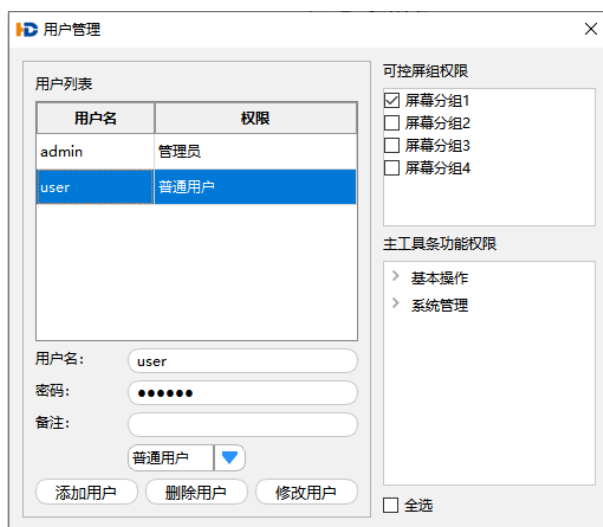 HD 用户管理
用户列表
用户名 权限
admin 管理员
user 普通用户
用户名: user
密码: ●●●●●●
备注:
普通用户
添加用户 删除用户 修改用户
可控屏组权限
屏幕分组1
屏幕分组2
屏幕分组3
屏幕分组4
主工具条功能权限
基本操作
系统管理
全选